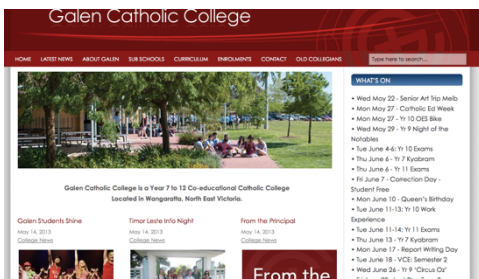 Galen Catholic College
HOME LATEST NEWS ABOUT GALEN SUB SCHOOLS CURRICULUM ENROLMENTS CONTACT OLD COLLEGIANS
Type here to search...
Galen Catholic College is a Year 7 to 12 Co-educational Catholic College
Located in Wangaratta, North East Victoria.
Galen Students Shine
May 14, 2013
College News
Timor Leste Info Night
May 14, 2013
College News
From the Principal
May 14, 2013
College News
From the
WHAT'S ON
• Wed May 22 - Senior Art Trip Melb
• Mon May 27 - Catholic Ed Week
• Mon May 27 - Yr 10 OES Bike
• Wed May 29 - Yr 9 Night of the
Notables
• Tue June 4-6: Yr 10 Exams
• Thu June 6 - Yr 7 Kyabram
• Thu June 6 - Yr 11 Exams
• Fri June 7 - Correction Day -
Student Free
• Mon June 10 - Queen's Birthday
• Tue June 11-13: Yr 10 Work
Experience
• Tue June 11-14: Yr 11 Exams
• Thu June 13 - Yr 7 Kyabram
• Mon June 17 - Report Writing Day
• Tue June 18 - VCE: Semester 2
• Wed June 26 - Yr 9 'Circus Oz'